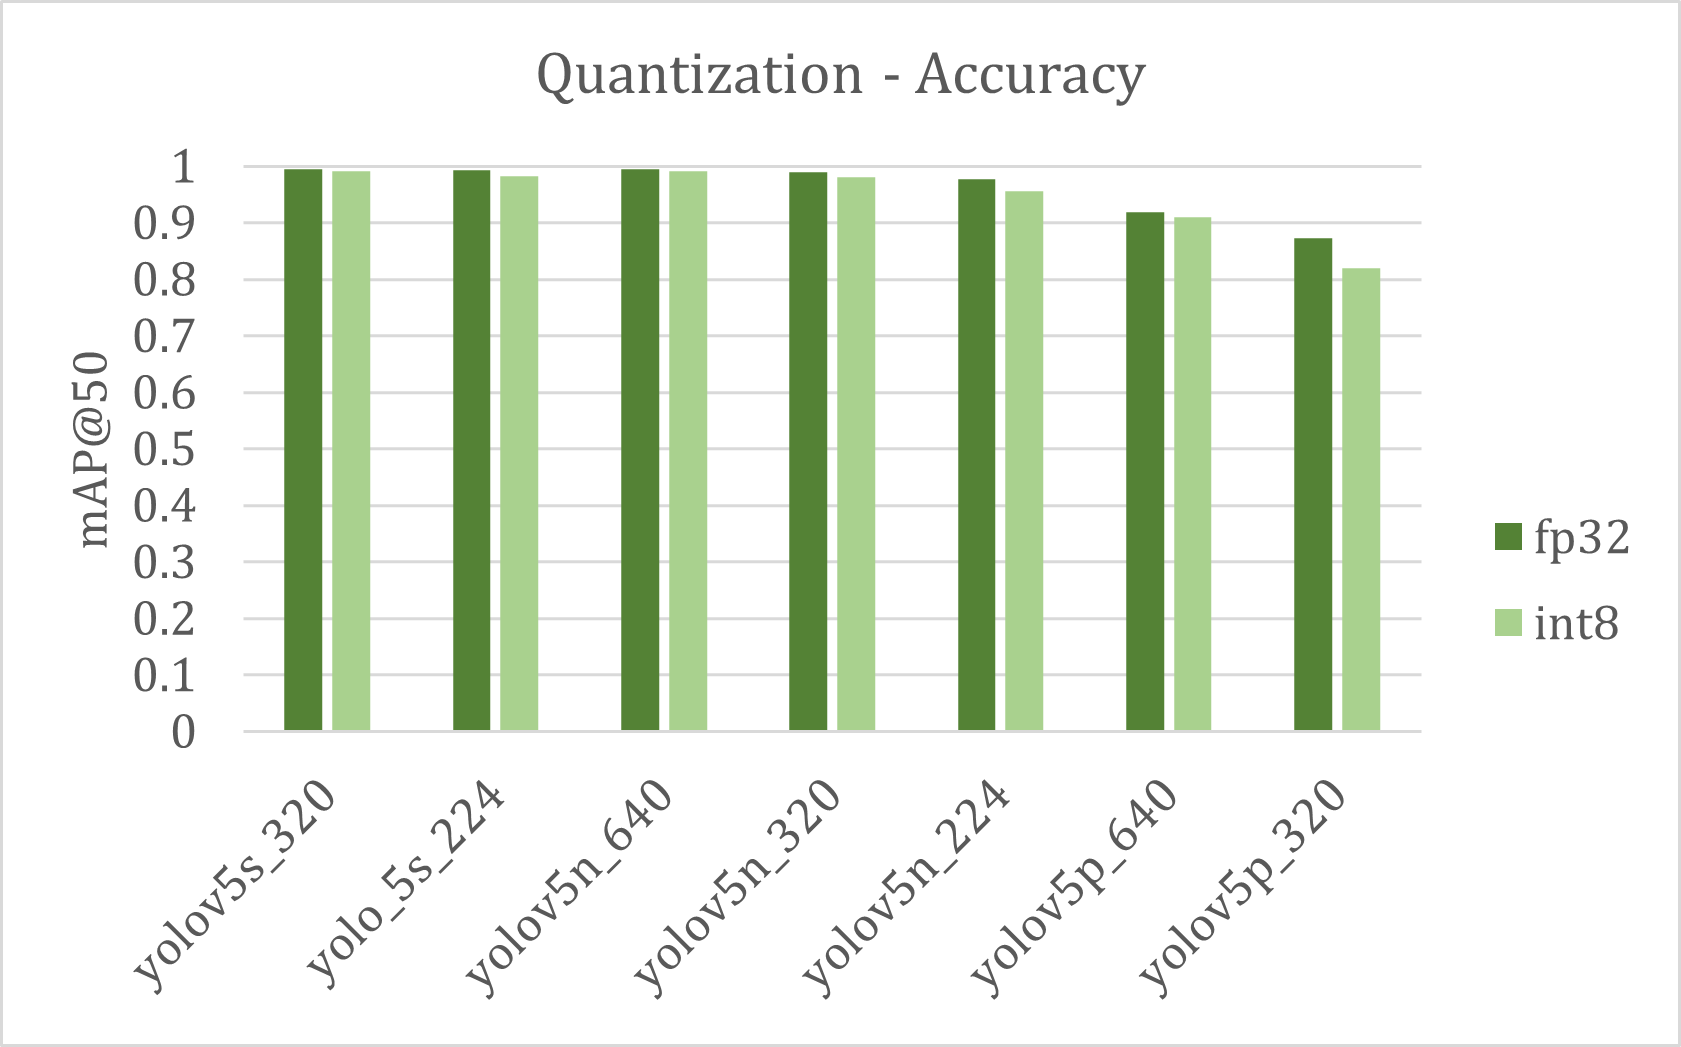 Quantization - Accuracy
1
0.9
0.8
0.7
0.6
0.5
0.4
0.3
0.2
0.1
0
mAP@50
yolov5s_320
yolo_5s_224
yolov5n_640
yolov5n_320
yolov5n_224
yolov5p_640
yolov5p_320
fp32
int8